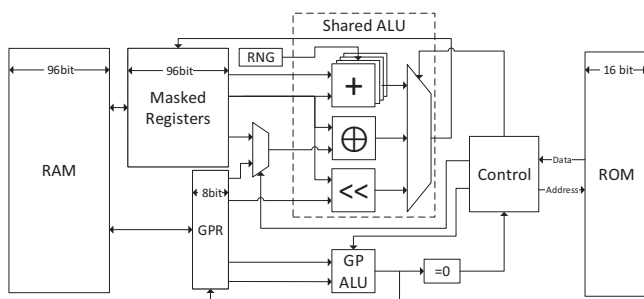 Shared ALU
RNG
96bit
96bit
16 bit
Masked
Registers
+
⊕
<<
RAM
8bit
GPR
Control
Data
Address
ROM
GP
ALU
=0